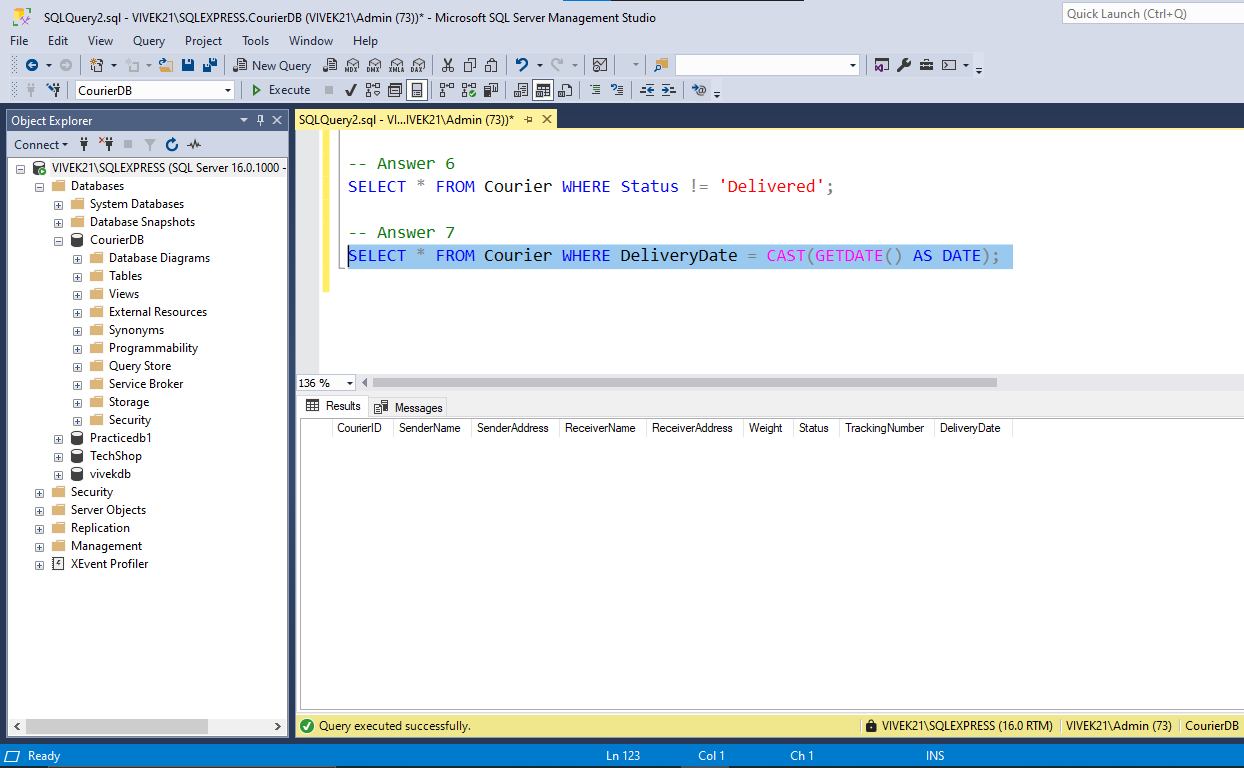 SQLQuery2.sql - VIVEK21\SQLEXPRESS.CourierDB (VIVEK21\Admin (73))* - Microsoft SQL Server Management Studio
Quick Launch (Ctrl+Q)
File Edit View Query Project Tools Window Help
New Query MDX DMX XMLA DAX
CourierDB Execute
Object Explorer
SQLQuery2.sql - VI...IVEK21\Admin (73))*
Connect
VIVEK21\SQLEXPRESS (SQL Server 16.0.1000 -
Databases
System Databases
Database Snapshots
CourierDB
Database Diagrams
Tables
Views
External Resources
Synonyms
Programmability
Query Store
Service Broker
Storage
Security
Practicedb1
TechShop
vivekdb
Security
Server Objects
Replication
Management
XEvent Profiler
-- Answer 6
SELECT * FROM Courier WHERE Status != 'Delivered';
-- Answer 7
SELECT * FROM Courier WHERE DeliveryDate = CAST(GETDATE() AS DATE);
136 %
Results Messages
CourierID SenderName SenderAddress ReceiverName ReceiverAddress Weight Status TrackingNumber DeliveryDate
Query executed successfully. VIVEK21\SQLEXPRESS (16.0 RTM) VIVEK21\Admin (73) CourierDB
Ready Ln 123 Col 1 Ch 1 INS